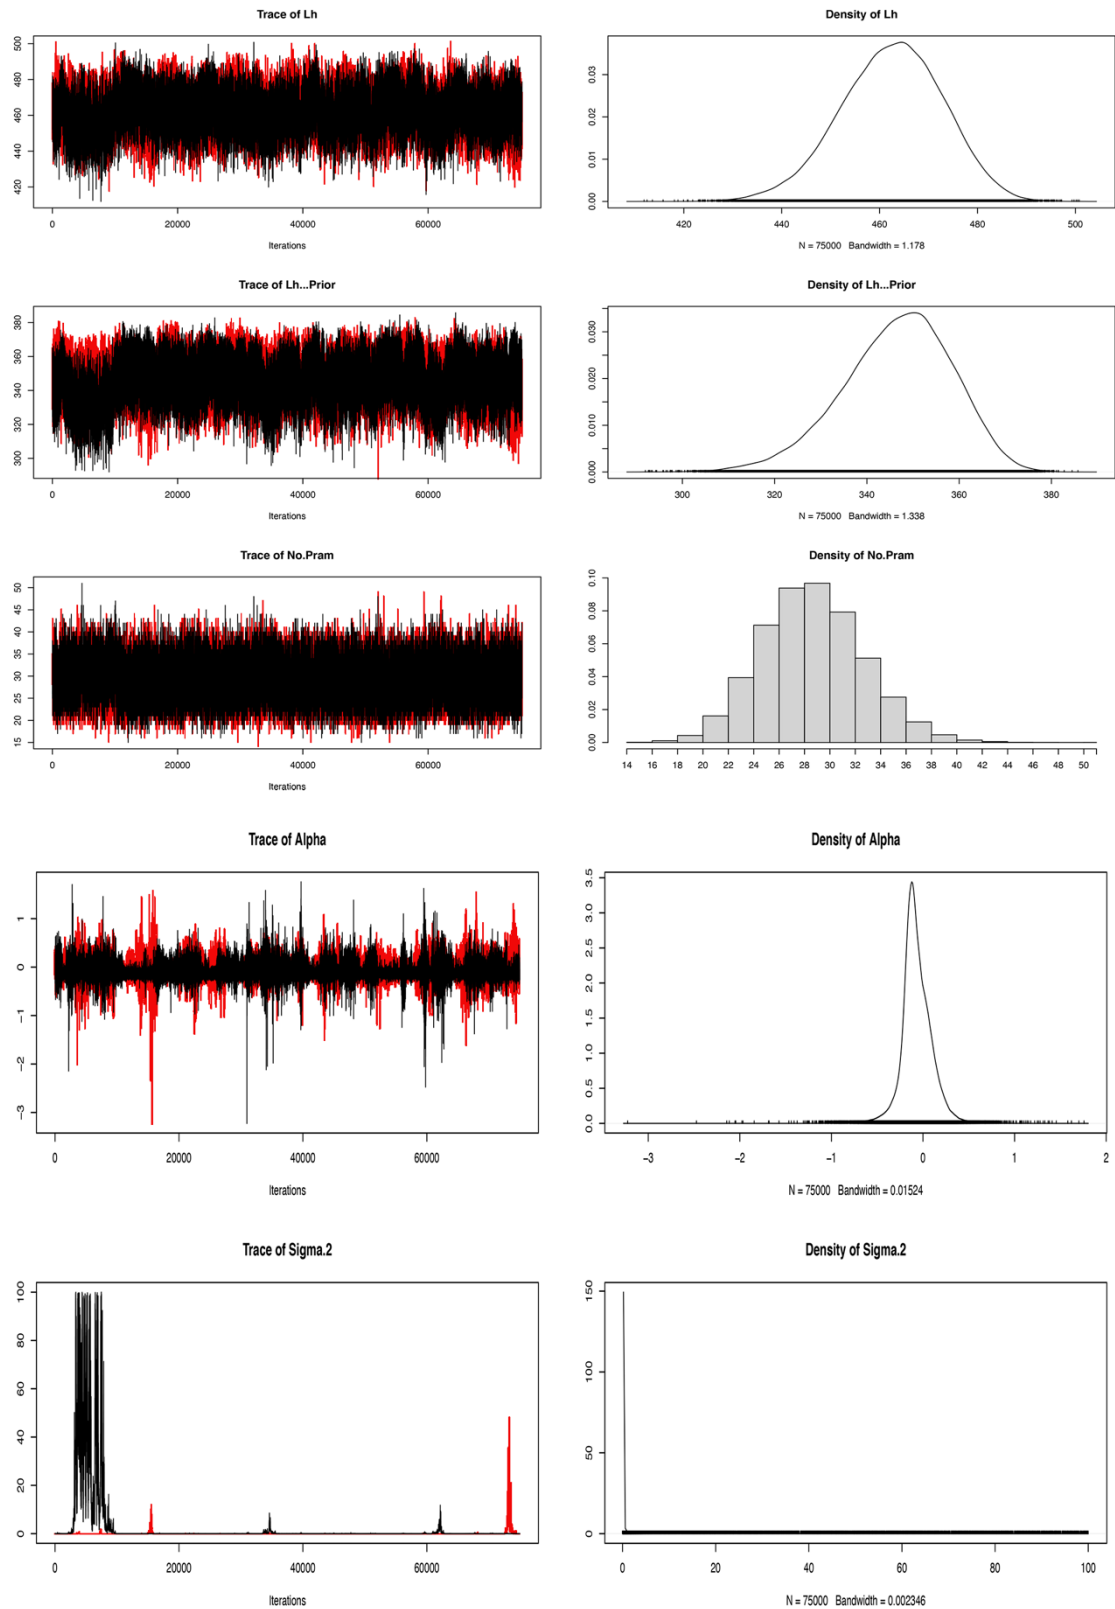 Trace of Lh
500
480
460
440
420
0 20000 40000 60000
Iterations
Density of Lh
0.03
0.02
0.01
0.00
420 440 460 480 500
N = 75000 Bandwidth = 1.178
Trace of Lh...Prior
380
360
340
320
300
0 20000 40000 60000
Iterations
Density of Lh...Prior
0.030
0.020
0.010
0.000
300 320 340 360 380
N = 75000 Bandwidth = 1.338
Trace of No.Pram
50
45
40
35
30
25
20
15
0 20000 40000 60000
Iterations
Density of No.Pram
0.10
0.08
0.06
0.04
0.02
0.00
14 16 18 20 22 24 26 28 30 32 34 36 38 40 42 44 46 48 50
Trace of Alpha
1
0
−1
−2
−3
0 20000 40000 60000
Iterations
Density of Alpha
3.5
3.0
2.5
2.0
1.5
1.0
0.5
0.0
−3 −2 −1 0 1 2
N = 75000 Bandwidth = 0.01524
Trace of Sigma.2
100
80
60
40
20
0
0 20000 40000 60000
Iterations
Density of Sigma.2
150
100
50
0
0 20 40 60 80 100
N = 75000 Bandwidth = 0.002346